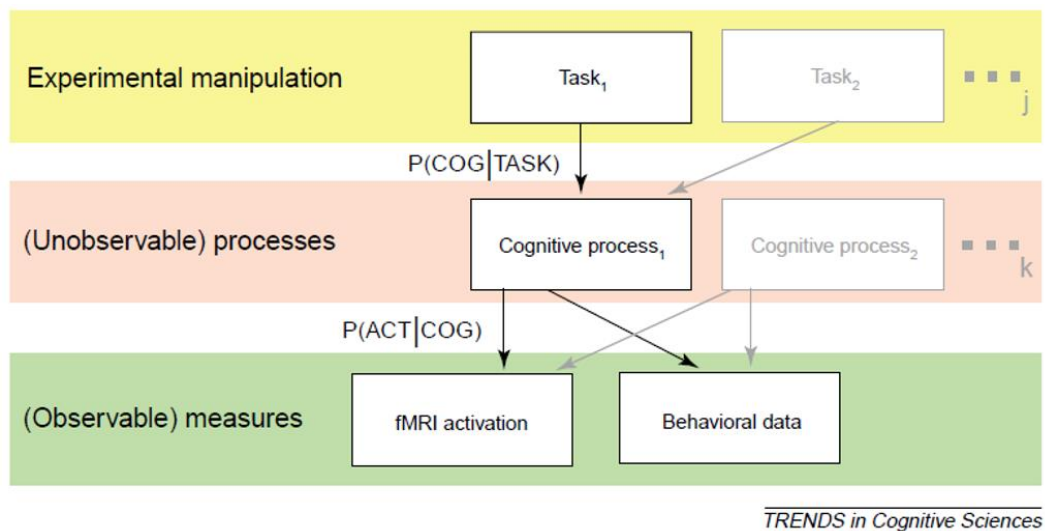 Experimental manipulation
Task₁
Task₂
j
P(COG|TASK)
(Unobservable) processes
Cognitive process₁
Cognitive process₂
k
P(ACT|COG)
(Observable) measures
fMRI activation
Behavioral data
TRENDS in Cognitive Sciences